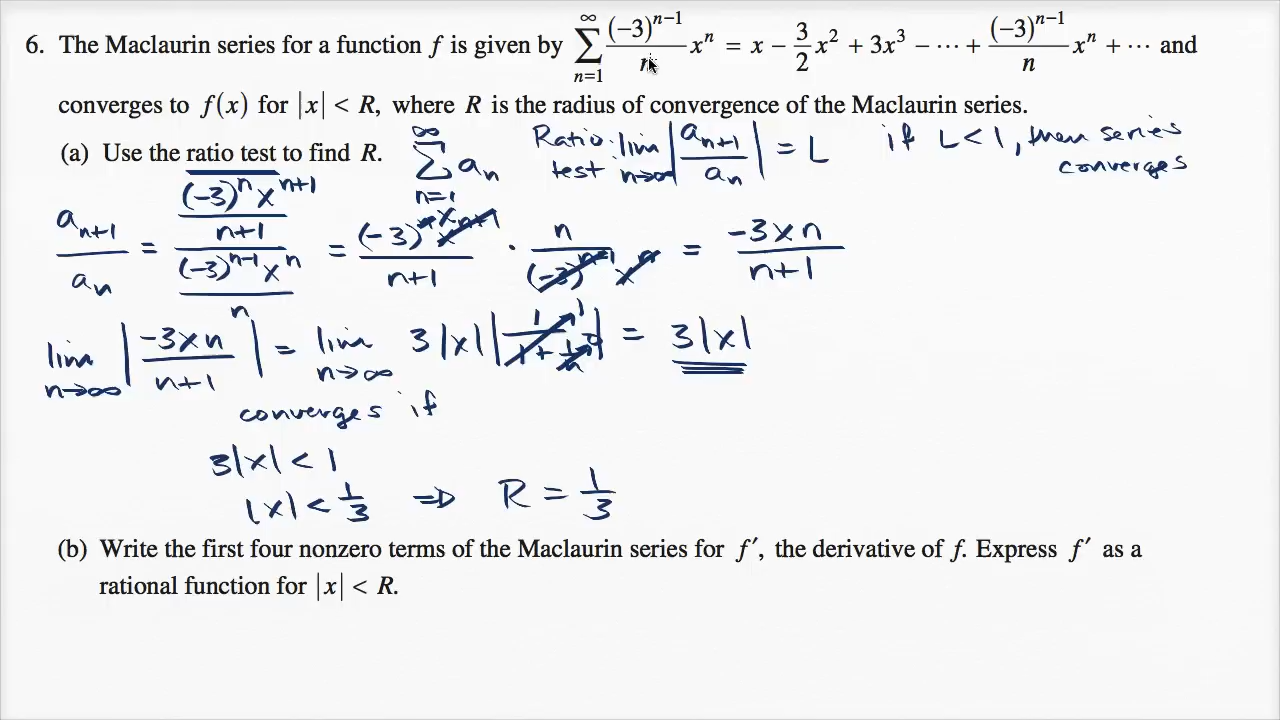 6. The Maclaurin series for a function f is given by ∑_{n=1}^{∞} (-3)^{n-1}/n x^n = x - 3/2 x^2 + 3x^3 - ⋯ + (-3)^{n-1}/n x^n + ⋯ and
converges to f(x) for |x| < R, where R is the radius of convergence of the Maclaurin series.
(a) Use the ratio test to find R.
∑_{n=1}^{∞} a_n
Ratio test: lim_{n→∞} |a_{n+1}/a_n| = L
if L < 1, then series converges
a_{n+1}/a_n = ((-3)^n x^{n+1}/(n+1))/((-3)^{n-1} x^n/n) = (-3)^n x^{n+1}/(n+1) · n/((-3)^{n-1} x^n) = -3xn/(n+1)
lim_{n→∞} |-3xn/(n+1)| = lim_{n→∞} 3|x| |1/(1 + 1/n)| = 3|x|
converges if
3|x| < 1
|x| < 1/3 ⇒ R = 1/3
(b) Write the first four nonzero terms of the Maclaurin series for f′, the derivative of f. Express f′ as a
rational function for |x| < R.